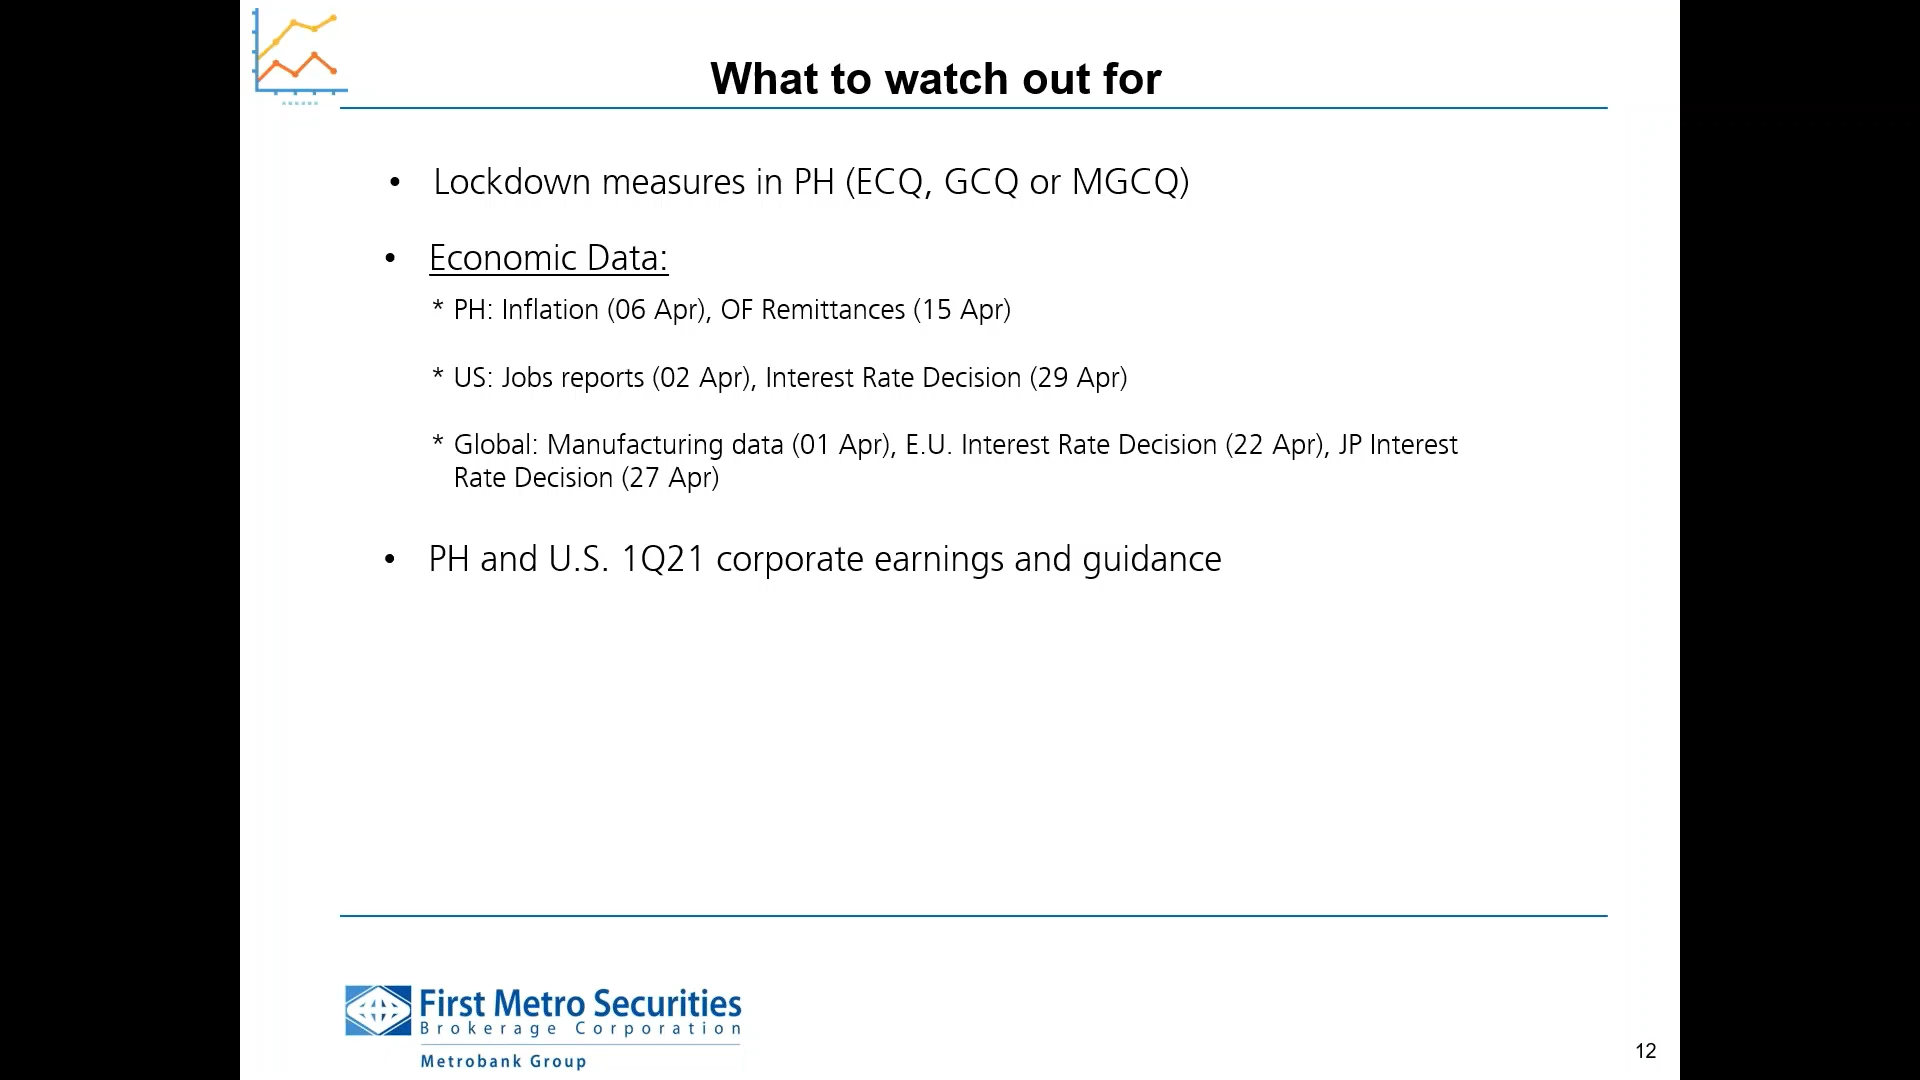 What to watch out for
• Lockdown measures in PH (ECQ, GCQ or MGCQ)
• Economic Data:
* PH: Inflation (06 Apr), OF Remittances (15 Apr)
* US: Jobs reports (02 Apr), Interest Rate Decision (29 Apr)
* Global: Manufacturing data (01 Apr), E.U. Interest Rate Decision (22 Apr), JP Interest
Rate Decision (27 Apr)
• PH and U.S. 1Q21 corporate earnings and guidance
First Metro Securities
Brokerage Corporation
Metrobank Group
12